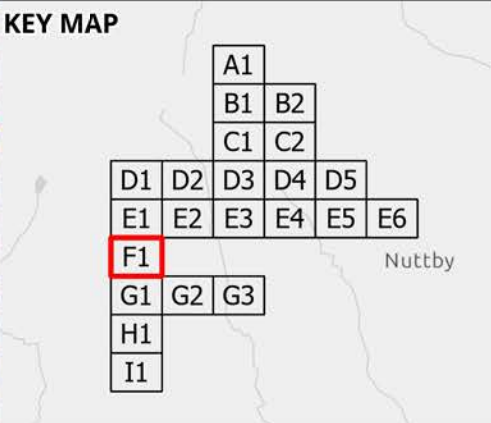 KEY MAP
A1
B1 B2
C1 C2
D1 D2 D3 D4 D5
E1 E2 E3 E4 E5 E6
F1
Nuttby
G1 G2 G3
H1
I1